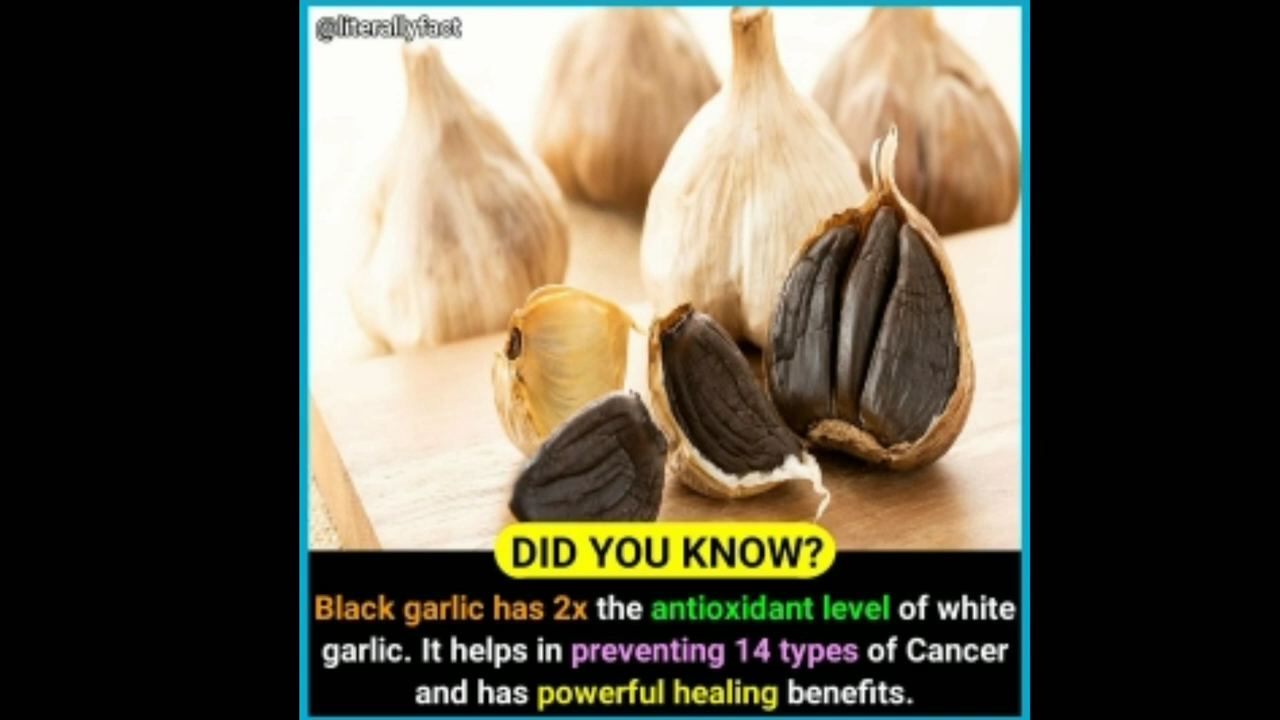 @literallyfact
DID YOU KNOW?
Black garlic has 2x the antioxidant level of white
garlic. It helps in preventing 14 types of Cancer
and has powerful healing benefits.